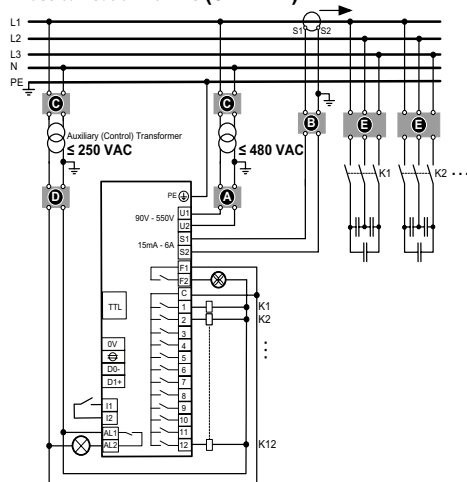 L1
L2
L3
N
PE
S1 S2
C
C
B
E
E
Auxiliary (Control) Transformer
≤ 250 VAC
≤ 480 VAC
K1
K2 ...
D
A
PE
90V - 550V
U1
U2
15mA - 6A
S1
S2
F1
F2
C
TTL
1
K1
2
K2
3
4
0V
5
6
D0-
7
D1+
8
9
I1
10
I2
11
AL1
AL2
12
K12